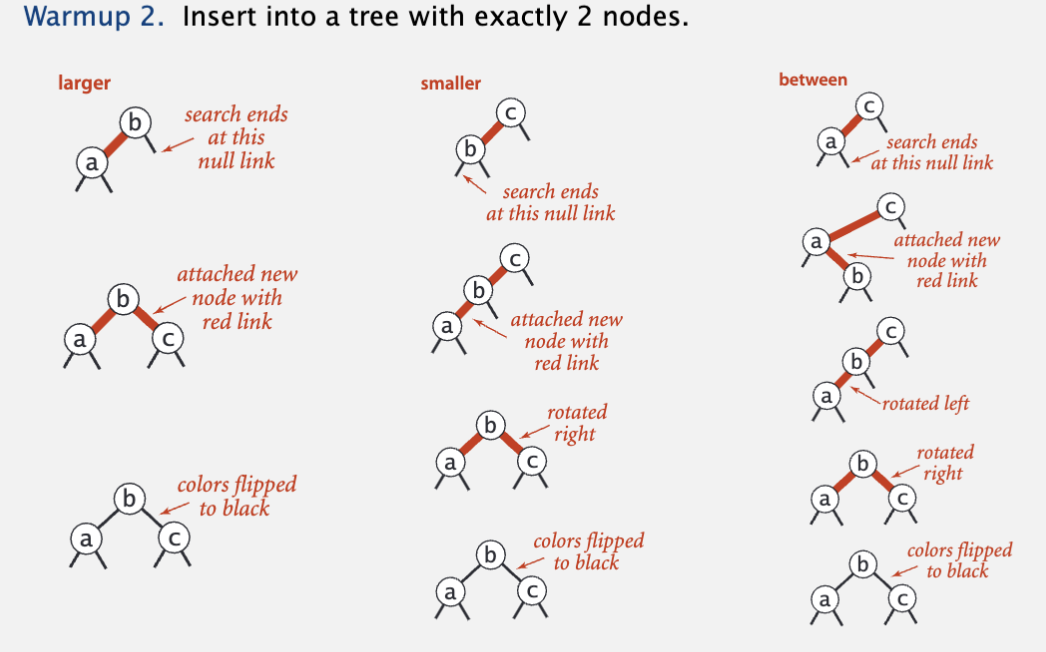 Warmup 2. Insert into a tree with exactly 2 nodes.
larger
b
a
search ends
at this
null link
b
a
c
attached new
node with
red link
b
a
c
colors flipped
to black
smaller
c
b
search ends
at this null link
c
b
a
attached new
node with
red link
b
a
c
rotated
right
b
a
c
colors flipped
to black
between
c
a
search ends
at this null link
c
a
b
attached new
node with
red link
c
b
a
rotated left
b
a
c
rotated
right
b
a
c
colors flipped
to black